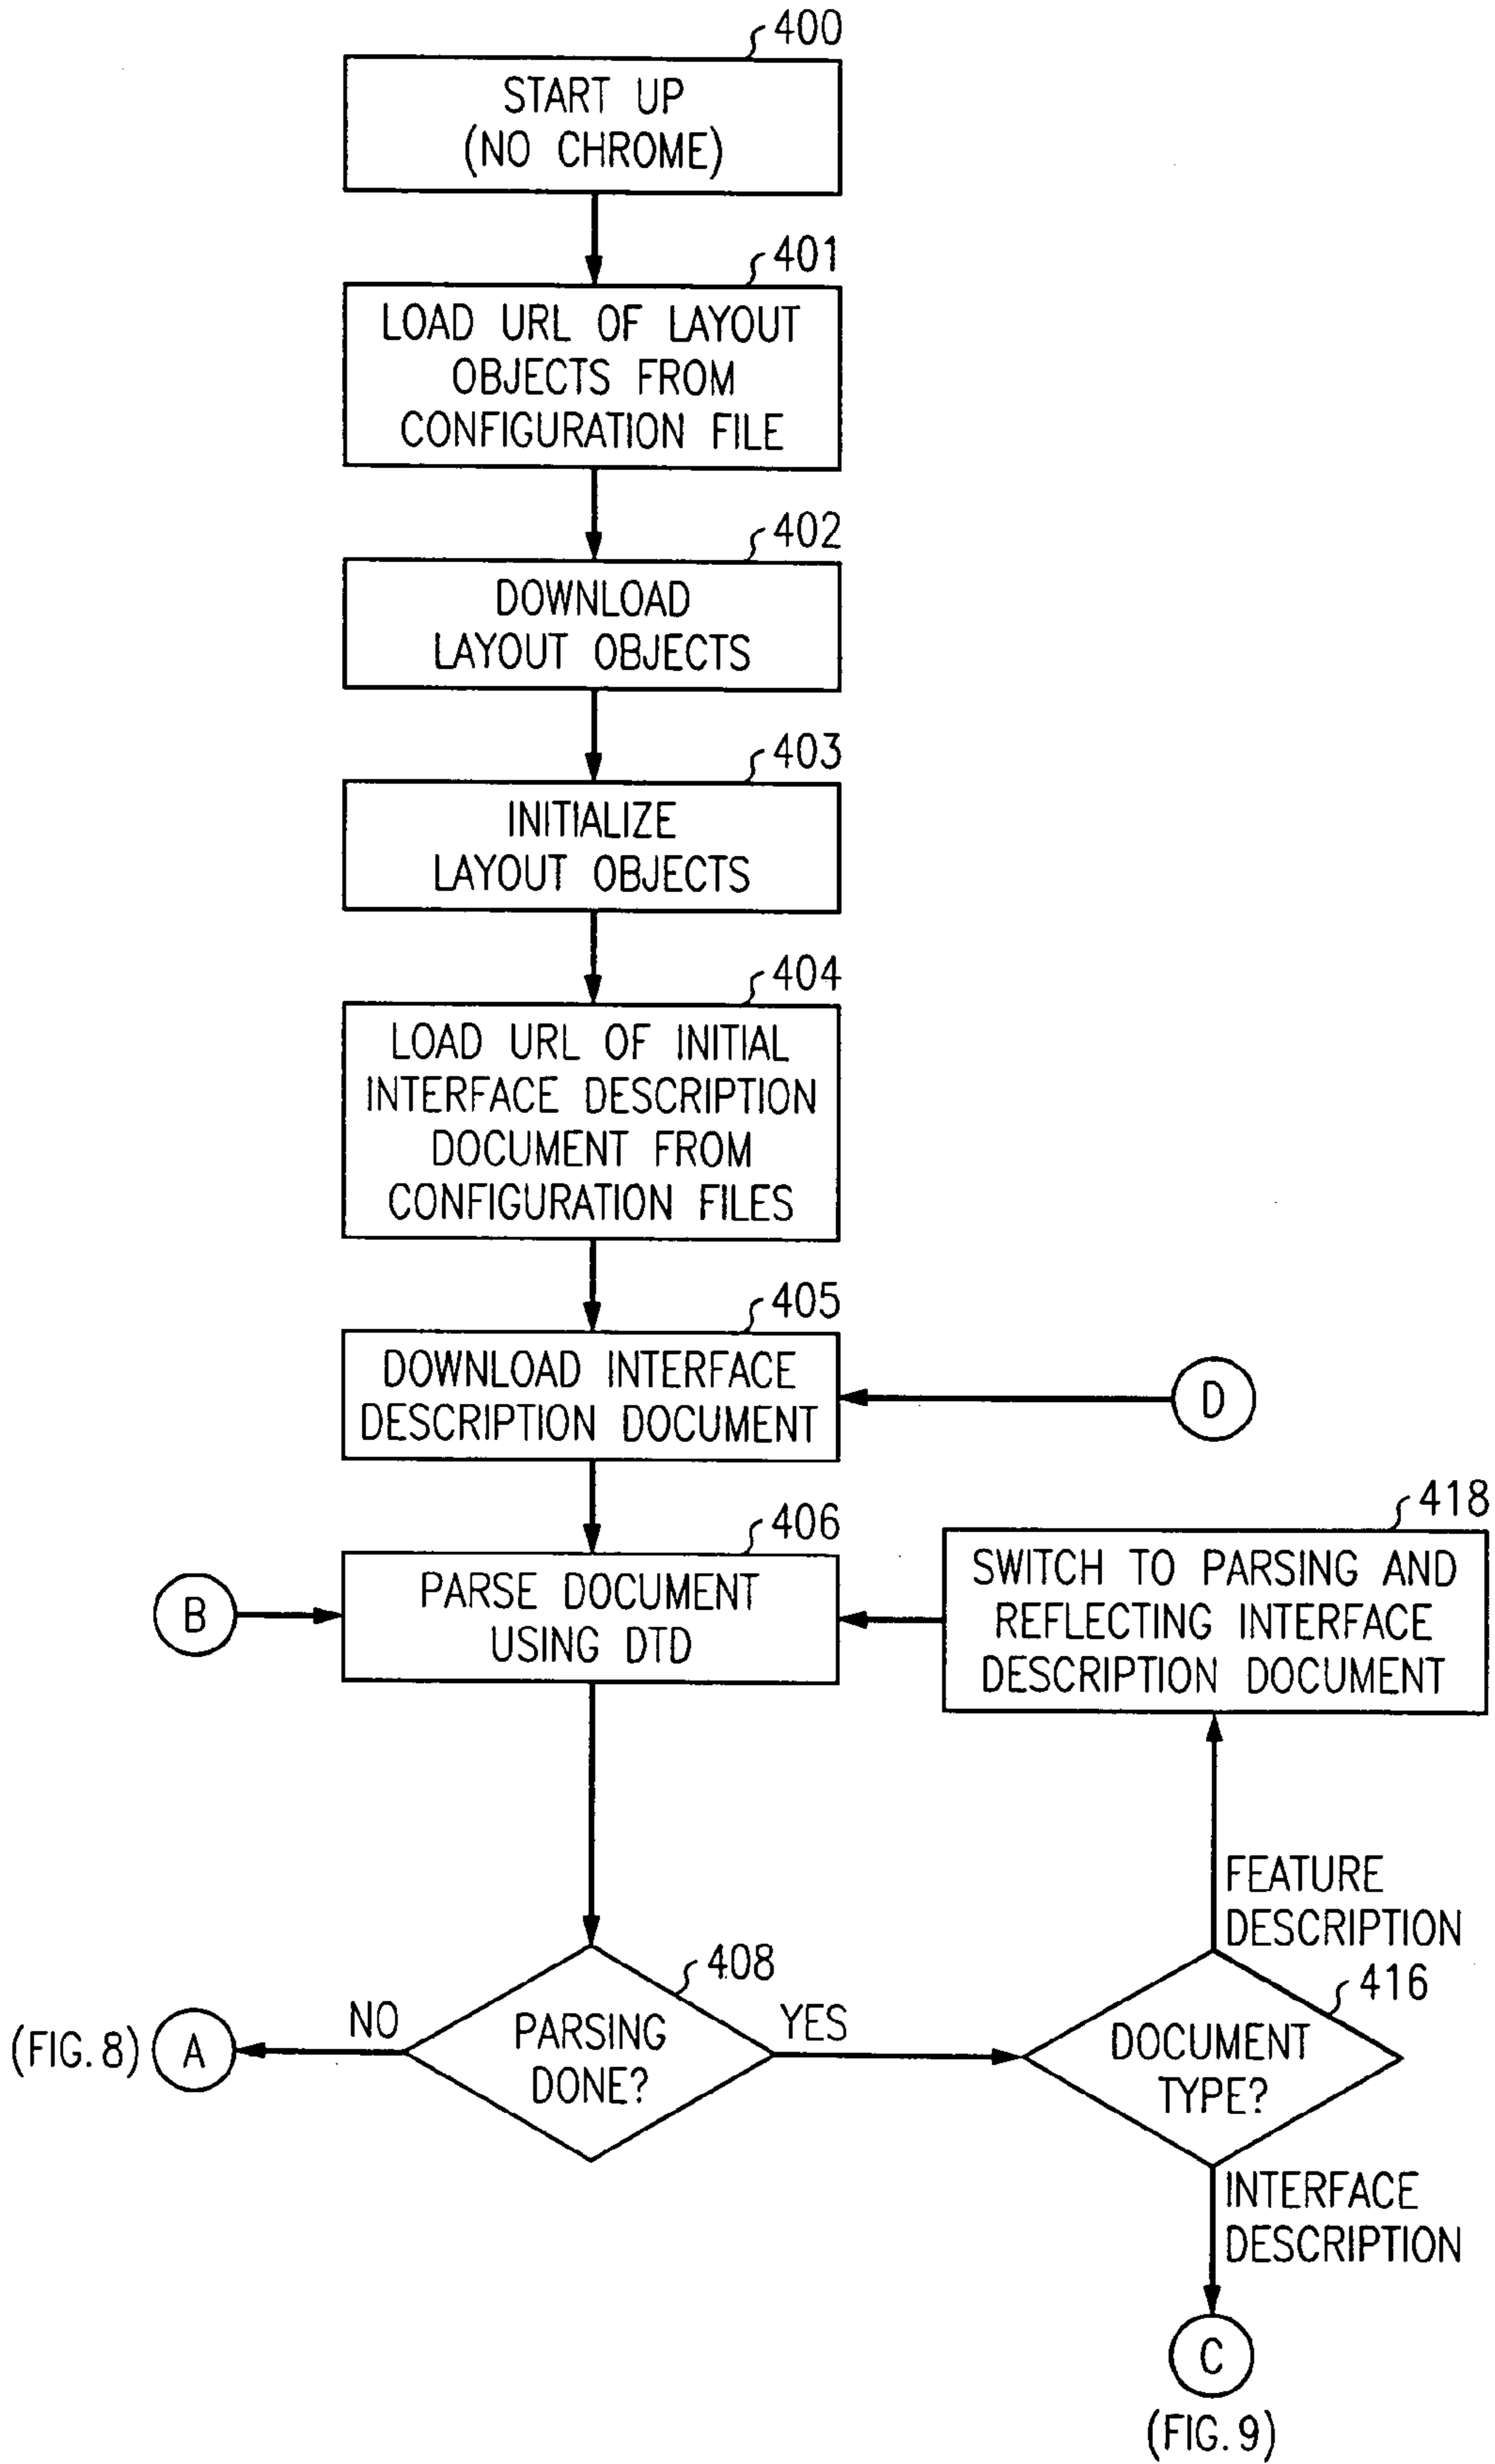 400
START UP
(NO CHROME)
401
LOAD URL OF LAYOUT
OBJECTS FROM
CONFIGURATION FILE
402
DOWNLOAD
LAYOUT OBJECTS
403
INITIALIZE
LAYOUT OBJECTS
404
LOAD URL OF INITIAL
INTERFACE DESCRIPTION
DOCUMENT FROM
CONFIGURATION FILES
405
DOWNLOAD INTERFACE
DESCRIPTION DOCUMENT
D
406
PARSE DOCUMENT
USING DTD
B
418
SWITCH TO PARSING AND
REFLECTING INTERFACE
DESCRIPTION DOCUMENT
FEATURE
DESCRIPTION
408
PARSING
DONE?
NO
(FIG. 8) A
YES
416
DOCUMENT
TYPE?
INTERFACE
DESCRIPTION
C
(FIG. 9)